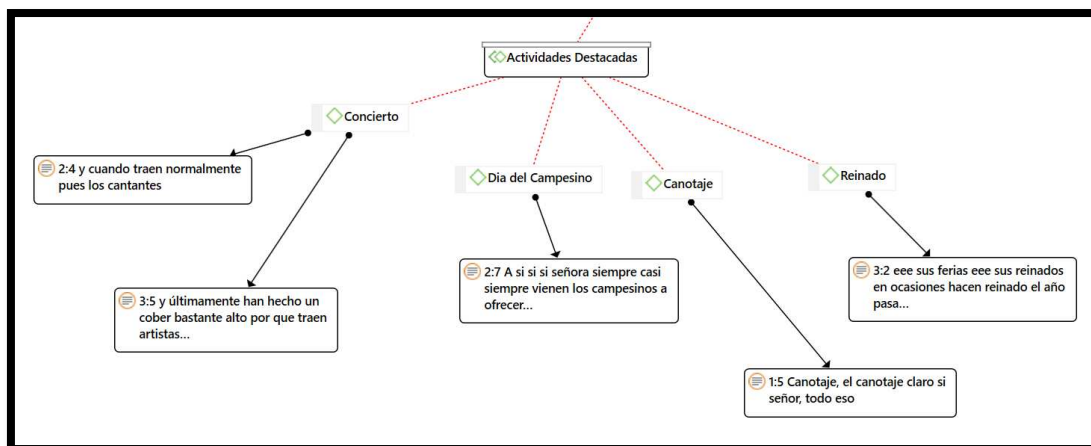 Actividades Destacadas
Concierto
2:4 y cuando traen normalmente
pues los cantantes
3:5 y últimamente han hecho un
cober bastante alto por que traen
artistas...
Dia del Campesino
2:7 A si si si señora siempre casi
siempre vienen los campesinos a
ofrecer...
Canotaje
1:5 Canotaje, el canotaje claro si
señor, todo eso
Reinado
3:2 eee sus ferias eee sus reinados
en ocasiones hacen reinado el año
pasa...